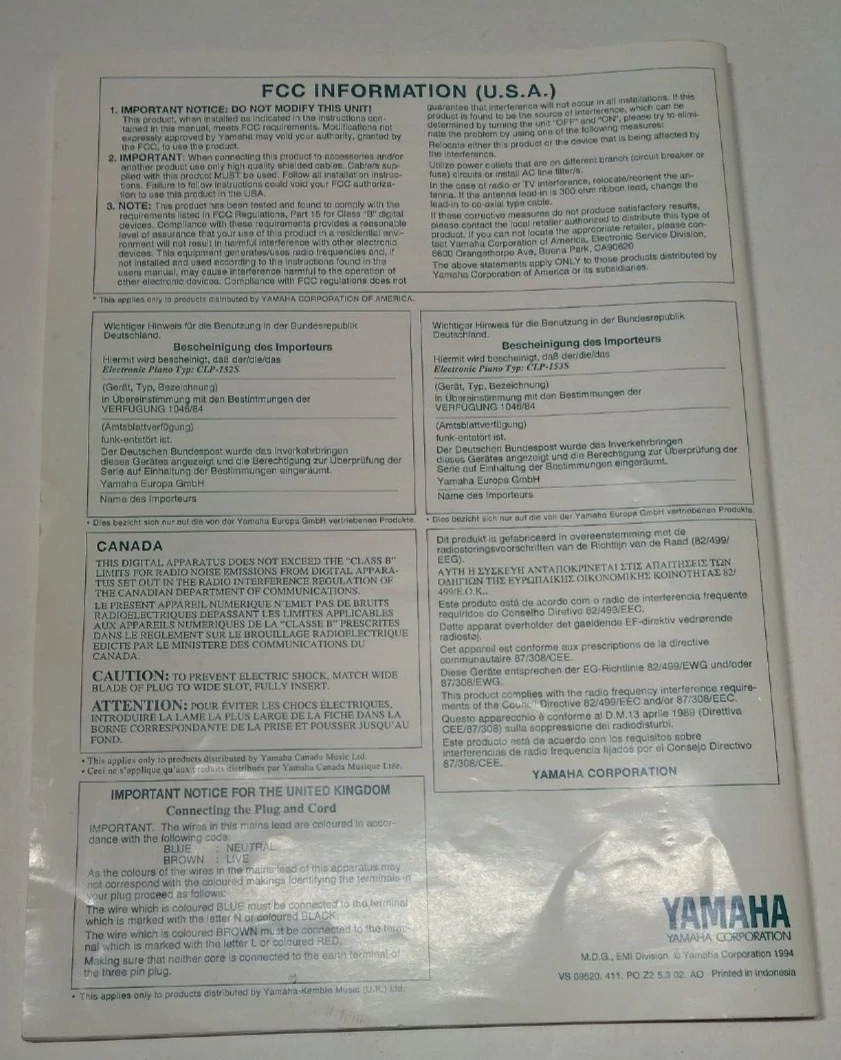 FCC INFORMATION (U.S.A.)
1. IMPORTANT NOTICE: DO NOT MODIFY THIS UNIT!
This product, when installed as indicated in the instructions con-
tained in this manual, meets FCC requirements. Modifications not
expressly approved by Yamaha may void your authority, granted by
the FCC, to use the product.
2. IMPORTANT: When connecting this product to accessories and/or
another product use only high quality shielded cables. Cable/s sup-
plied with this product MUST be used. Follow all installation instruc-
tions. Failure to follow instructions could void your FCC authoriza-
tion to use this product in the USA.
3. NOTE: This product has been tested and found to comply with the
requirements listed in FCC Regulations, Part 15 for Class "B" digital
devices. Compliance with these requirements provides a reasonable
level of assurance that your use of this product in a residential envi-
ronment will not result in harmful interference with other electronic
devices. This equipment generates/uses radio frequencies and, if
not installed and used according to the instructions found in the
users manual, may cause interference harmful to the operation of
other electronic devices. Compliance with FCC regulations does not
guarantee that interference will not occur in all installations. If this
product is found to be the source of interference, which can be
determined by turning the unit "OFF" and "ON", please try to elimi-
nate the problem by using one of the following measures:
Relocate either this product or the device that is being affected by
the interference.
Utilize power outlets that are on different branch (circuit breaker or
fuse) circuits or install AC line filter/s.
In the case of radio or TV interference, relocate/reorient the an-
tenna. If the antenna lead-in is 300 ohm ribbon lead, change the
lead-in to co-axial type cable.
If these corrective measures do not produce satisfactory results,
please contact the local retailer authorized to distribute this type of
product. If you can not locate the appropriate retailer, please con-
tact Yamaha Corporation of America, Electronic Service Division,
6600 Orangethorpe Ave, Buena Park, CA90620
The above statements apply ONLY to those products distributed by
Yamaha Corporation of America or its subsidiaries.
* This applies only to products distributed by YAMAHA CORPORATION OF AMERICA.
Wichtiger Hinweis für die Benutzung in der Bundesrepublik
Deutschland.
Bescheinigung des Importeurs
Hiermit wird bescheinigt, daß der/die/das
Electronic Piano Typ: CLP-152S
(Gerät, Typ, Bezeichnung)
in Übereinstimmung mit den Bestimmungen der
VERFÜGUNG 1046/84
(Amtsblattverfügung)
funk-entstört ist.
Der Deutschen Bundespost wurde das Inverkehrbringen
dieses Gerätes angezeigt und die Berechtigung zur Überprüfung der
Serie auf Einhaltung der Bestimmungen eingeräumt.
Yamaha Europa GmbH
Name des Importeurs
• Dies bezicht sich nur auf die von der Yamaha Europa GmbH vertriebenen Produkte.
Wichtiger Hinweis für die Benutzung in der Bundesrepublik
Deutschland.
Bescheinigung des Importeurs
Hiermit wird bescheinigt, daß der/die/das
Electronic Piano Typ: CLP-153S
(Gerät, Typ, Bezeichnung)
in Übereinstimmung mit den Bestimmungen der
VERFÜGUNG 1046/84
(Amtsblattverfügung)
funk-entstört ist.
Der Deutschen Bundespost wurde das Inverkehrbringen
dieses Gerätes angezeigt und die Berechtigung zur Überprüfung der
Serie auf Einhaltung der Bestimmungen eingeräumt.
Yamaha Europa GmbH
Name des Importeurs
• Dies bezicht sich nur auf die von der Yamaha Europa GmbH vertriebenen Produkte.
CANADA
THIS DIGITAL APPARATUS DOES NOT EXCEED THE "CLASS B"
LIMITS FOR RADIO NOISE EMISSIONS FROM DIGITAL APPARA-
TUS SET OUT IN THE RADIO INTERFERENCE REGULATION OF
THE CANADIAN DEPARTMENT OF COMMUNICATIONS.
LE PRESENT APPAREIL NUMERIQUE N'EMET PAS DE BRUITS
RADIOELECTRIQUES DEPASSANT LES LIMITES APPLICABLES
AUX APPAREILS NUMERIQUES DE LA "CLASSE B" PRESCRITES
DANS LE REGLEMENT SUR LE BROUILLAGE RADIOELECTRIQUE
EDICTE PAR LE MINISTERE DES COMMUNICATIONS DU
CANADA.
CAUTION: TO PREVENT ELECTRIC SHOCK, MATCH WIDE
BLADE OF PLUG TO WIDE SLOT, FULLY INSERT.
ATTENTION: POUR ÉVITER LES CHOCS ÉLECTRIQUES,
INTRODUIRE LA LAME LA PLUS LARGE DE LA FICHE DANS LA
BORNE CORRESPONDANTE DE LA PRISE ET POUSSER JUSQU'AU
FOND.
• This applies only to products distributed by Yamaha Canada Music Ltd.
• Ceci ne s'applique qu'aux produits distribués par Yamaha Canada Musique Ltée.
Dit produkt is gefabriceerd in overeenstemming met de
radiostoringsvoorschriften van de Richtlijn van de Raad (82/499/
EEG).
ΑΥΤΗ Η ΣΥΣΚΕΥΗ ΑΝΤΑΠΟΚΡΙΝΕΤΑΙ ΣΤΙΣ ΑΠΑΙΤΗΣΕΙΣ ΤΩΝ
ΟΔΗΓΙΩΝ ΤΗΣ ΕΥΡΩΠΑΙΚΗΣ ΟΙΚΟΝΟΜΙΚΗΣ ΚΟΙΝΟΤΗΤΑΣ 82/
499/Ε.Ο.Κ..
Este produto está de acordo com o radio de interferencia frequente
requiridos do Conselho Diretivo 82/499/EEC.
Dette apparat overholder det gaeldende EF-direktiv vedrørende
radiostøj.
Cet appareil est conforme aux prescriptions de la directive
communautaire 87/308/CEE.
Diese Geräte entsprechen der EG-Richtlinie 82/499/EWG und/oder
87/308/EWG.
This product complies with the radio frequency interference require-
ments of the Council Directive 82/499/EEC and/or 87/308/EEC.
Questo apparecchio è conforme al D.M.13 aprile 1989 (Direttiva
CEE/87/308) sulla soppressione dei radiodisturbi.
Este producto está de acuerdo con los requisitos sobre
interferencias de radio frequencia fijados por el Consejo Directivo
87/308/CEE.
YAMAHA CORPORATION
IMPORTANT NOTICE FOR THE UNITED KINGDOM
Connecting the Plug and Cord
IMPORTANT. The wires in this mains lead are coloured in accor-
dance with the following code:
BLUE : NEUTRAL
BROWN : LIVE
As the colours of the wires in the mains lead of this apparatus may
not correspond with the coloured makings identifying the terminals in
your plug proceed as follows:
The wire which is coloured BLUE must be connected to the terminal
which is marked with the letter N or coloured BLACK.
The wire which is coloured BROWN must be connected to the termi-
nal which is marked with the letter L or coloured RED.
Making sure that neither core is connected to the earth terminal of
the three pin plug.
• This applies only to products distributed by Yamaha-Kemble Music (U.K.) Ltd.
YAMAHA
YAMAHA CORPORATION
M.D.G., EMI Division © Yamaha Corporation 1994
VS 09520. 411. PO Z2 5.3 02. AO Printed in Indonesia